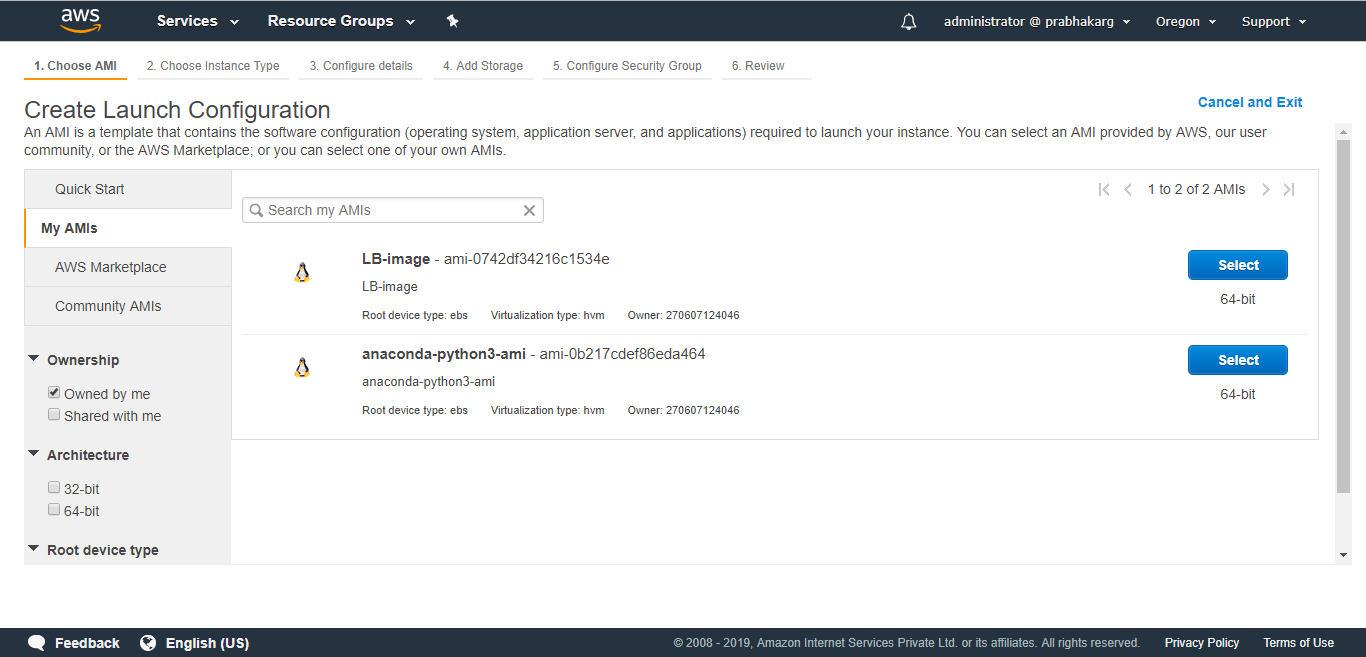 aws Services Resource Groups administrator @ prabhakarg Oregon Support
1. Choose AMI 2. Choose Instance Type 3. Configure details 4. Add Storage 5. Configure Security Group 6. Review
Create Launch Configuration
Cancel and Exit
An AMI is a template that contains the software configuration (operating system, application server, and applications) required to launch your instance. You can select an AMI provided by AWS, our user
community, or the AWS Marketplace; or you can select one of your own AMIs.
Quick Start
My AMIs
AWS Marketplace
Community AMIs
Ownership
Owned by me
Shared with me
Architecture
32-bit
64-bit
Root device type
1 to 2 of 2 AMIs
Search my AMIs
LB-image - ami-0742df34216c1534e
Select
LB-image
64-bit
Root device type: ebs Virtualization type: hvm Owner: 270607124046
anaconda-python3-ami - ami-0b217cdef86eda464
Select
anaconda-python3-ami
64-bit
Root device type: ebs Virtualization type: hvm Owner: 270607124046
Feedback English (US) © 2008 - 2019, Amazon Internet Services Private Ltd. or its affiliates. All rights reserved. Privacy Policy Terms of Use